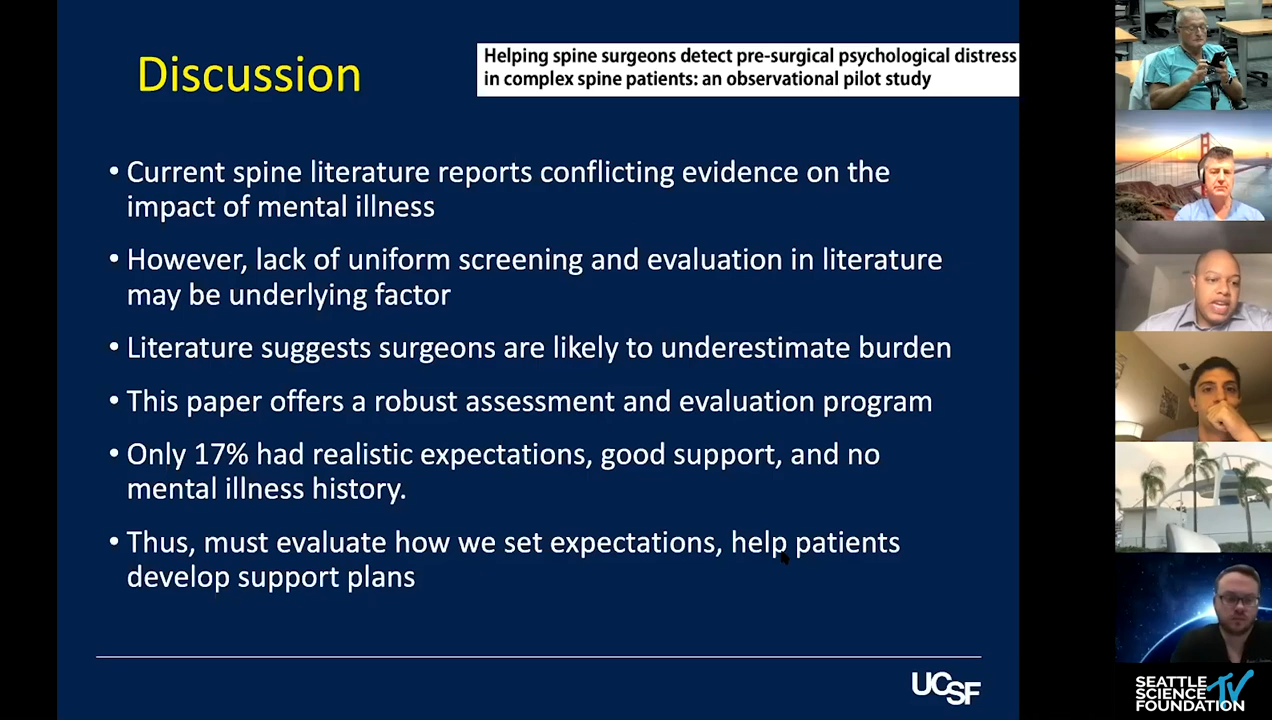 Discussion
Helping spine surgeons detect pre-surgical psychological distress
in complex spine patients: an observational pilot study
• Current spine literature reports conflicting evidence on the
impact of mental illness
• However, lack of uniform screening and evaluation in literature
may be underlying factor
• Literature suggests surgeons are likely to underestimate burden
• This paper offers a robust assessment and evaluation program
• Only 17% had realistic expectations, good support, and no
mental illness history.
• Thus, must evaluate how we set expectations, help patients
develop support plans
UCSF
SEATTLE
SCIENCE
FOUNDATION
TV